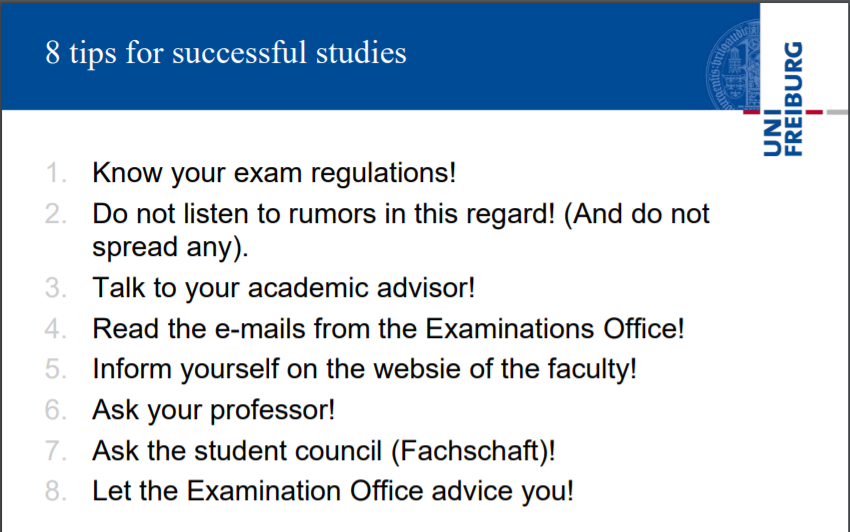 8 tips for successful studies
UNI
FREIBURG
1. Know your exam regulations!
2. Do not listen to rumors in this regard! (And do not
spread any).
3. Talk to your academic advisor!
4. Read the e-mails from the Examinations Office!
5. Inform yourself on the websie of the faculty!
6. Ask your professor!
7. Ask the student council (Fachschaft)!
8. Let the Examination Office advice you!